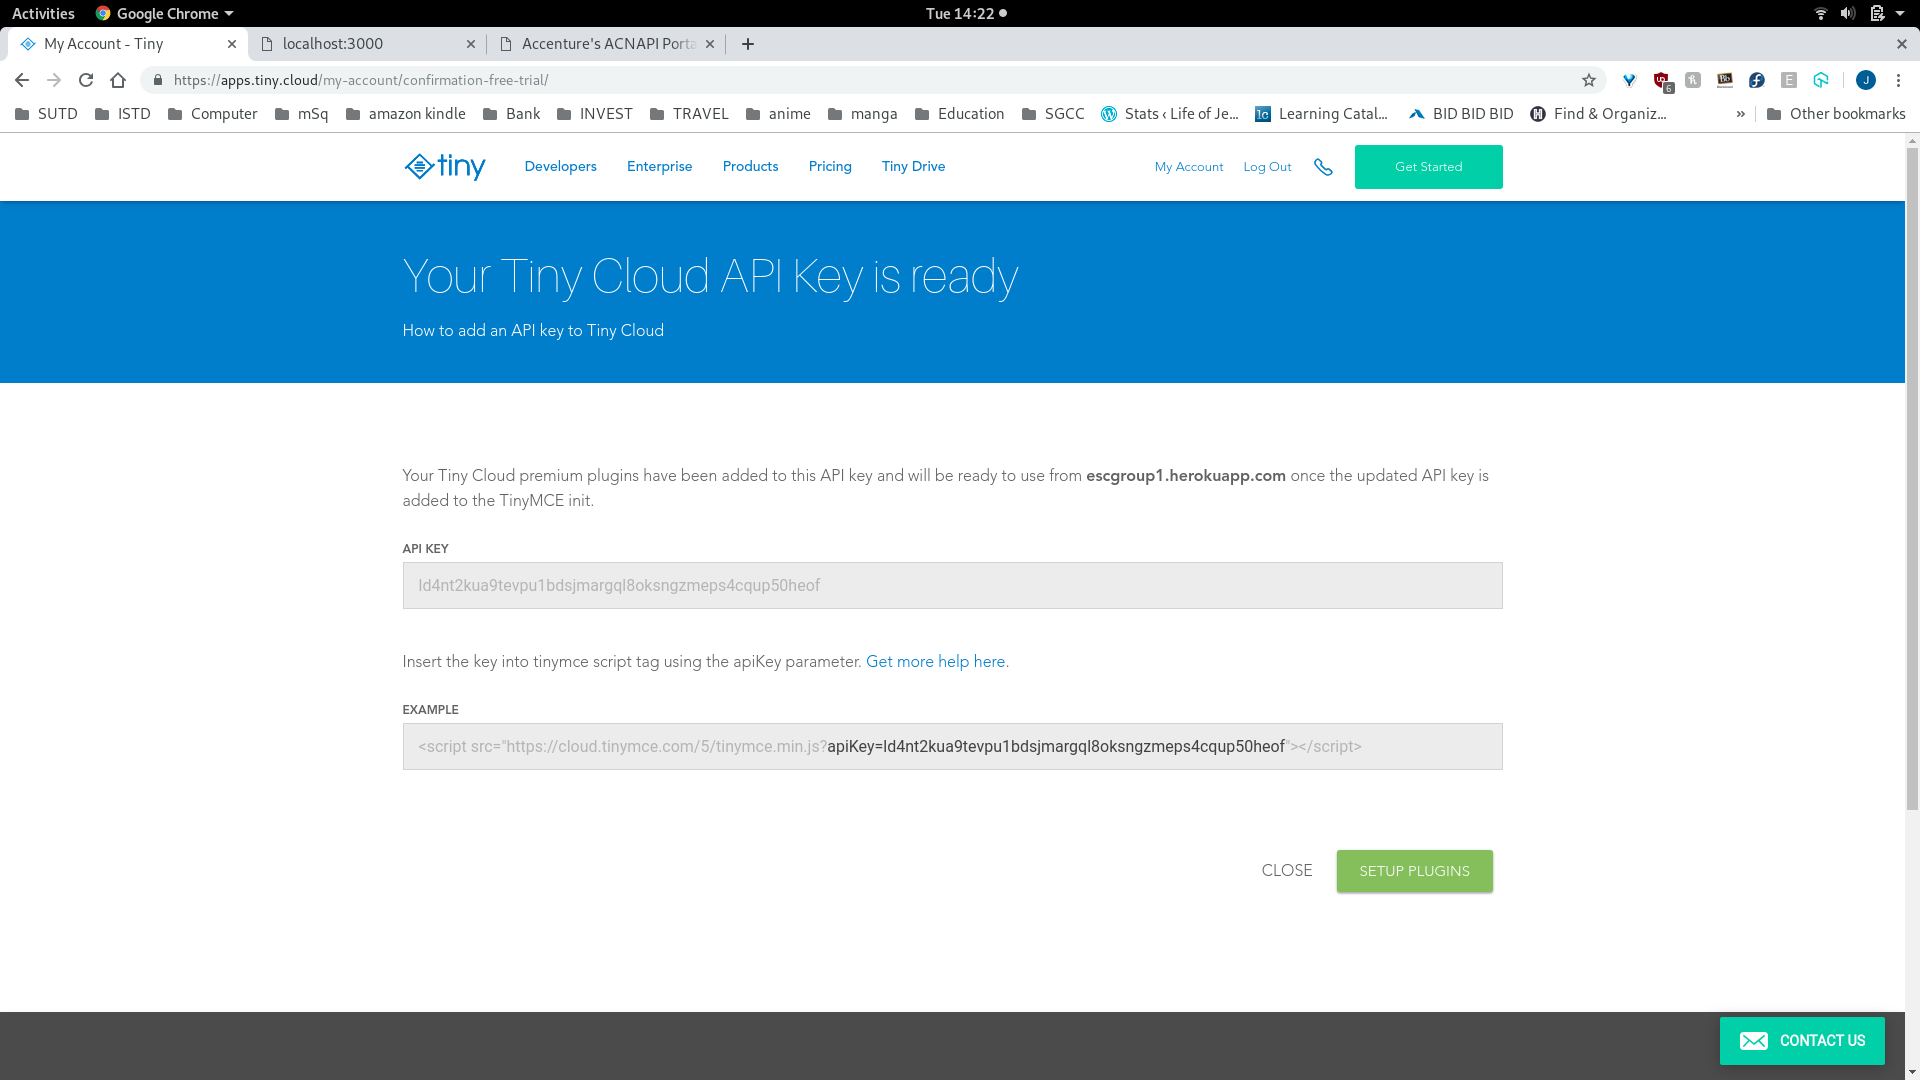 Activities Google Chrome Tue 14:22
My Account - Tiny localhost:3000 Accenture's ACNAPI Porta
https://apps.tiny.cloud/my-account/confirmation-free-trial/
6 Bb E J
SUTD ISTD Computer mSq amazon kindle Bank INVEST TRAVEL anime manga Education SGCC Stats ‹ Life of Je... Learning Catal... BID BID BID Find & Organiz... » Other bookmarks
tiny Developers Enterprise Products Pricing Tiny Drive My Account Log Out Get Started
Your Tiny Cloud API Key is ready
How to add an API key to Tiny Cloud
Your Tiny Cloud premium plugins have been added to this API key and will be ready to use from escgroup1.herokuapp.com once the updated API key is
added to the TinyMCE init.
API KEY
ld4nt2kua9tevpu1bdsjmargql8oksngzmeps4cqup50heof
Insert the key into tinymce script tag using the apiKey parameter. Get more help here.
EXAMPLE
<script src="https://cloud.tinymce.com/5/tinymce.min.js?apiKey=ld4nt2kua9tevpu1bdsjmargql8oksngzmeps4cqup50heof"></script>
CLOSE SETUP PLUGINS
CONTACT US